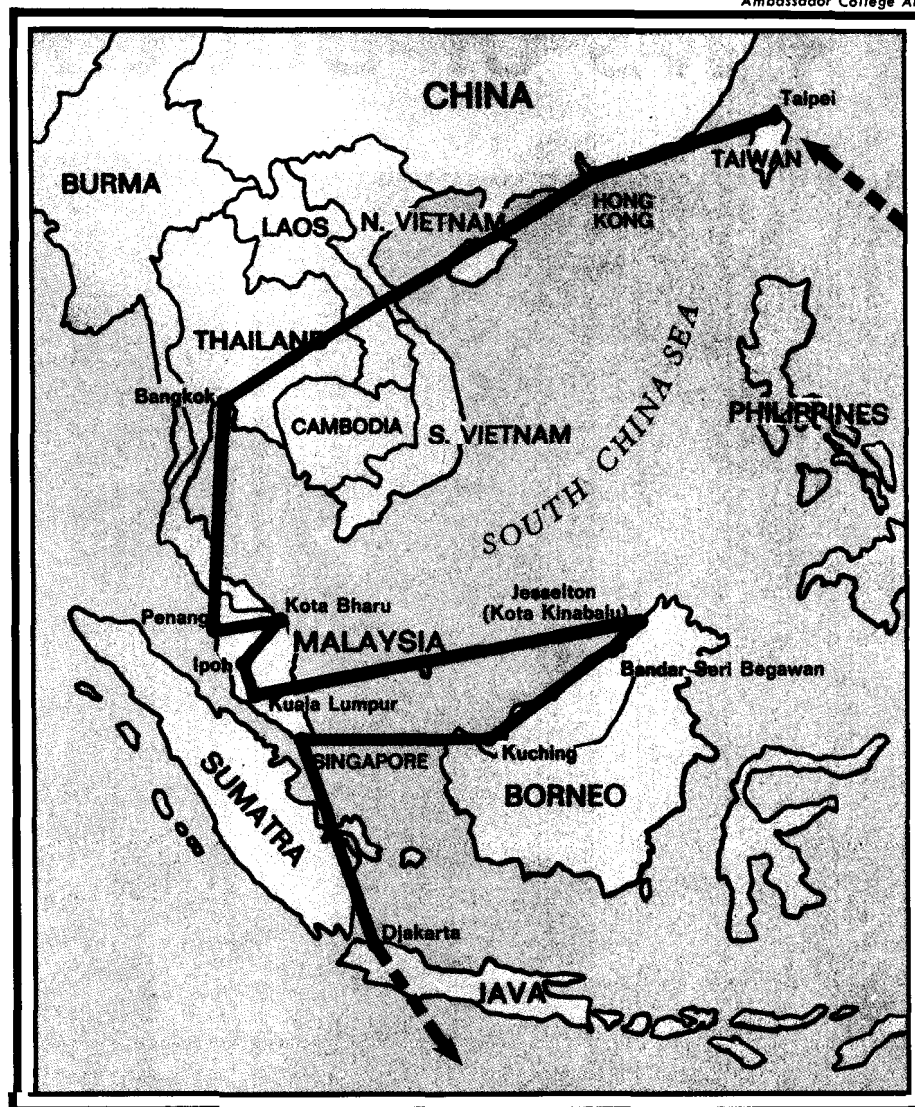 Ambassador College
CHINA
Taipei
TAIWAN
BURMA
HONG
KONG
LAOS
N. VIETNAM
THAILAND
Bangkok
CAMBODIA
S. VIETNAM
PHILIPPINES
SOUTH CHINA SEA
Jesselton
(Kota Kinabalu)
Penang
Kota Bharu
MALAYSIA
Ipoh
Bandar Seri Begawan
Kuala Lumpur
SINGAPORE
Kuching
SUMATRA
BORNEO
Djakarta
JAVA